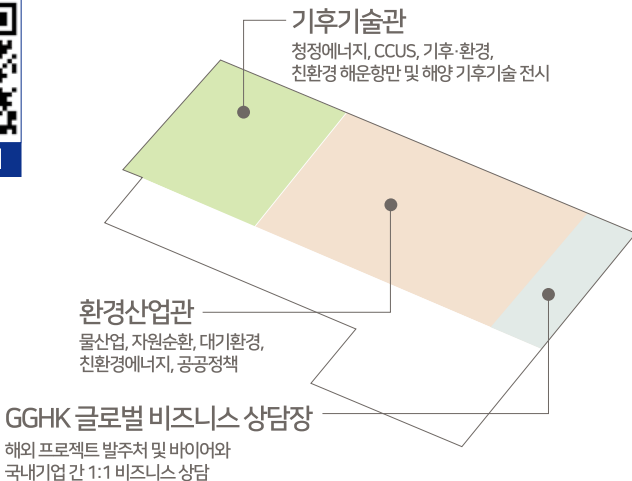 기후기술관
청정에너지, CCUS, 기후·환경,
친환경 해운항만 및 해양 기후기술 전시
환경산업관
물산업, 자원순환, 대기환경,
친환경에너지, 공공정책
GGHK 글로벌 비즈니스 상담장
해외 프로젝트 발주처 및 바이어와
국내기업 간 1:1 비즈니스 상담